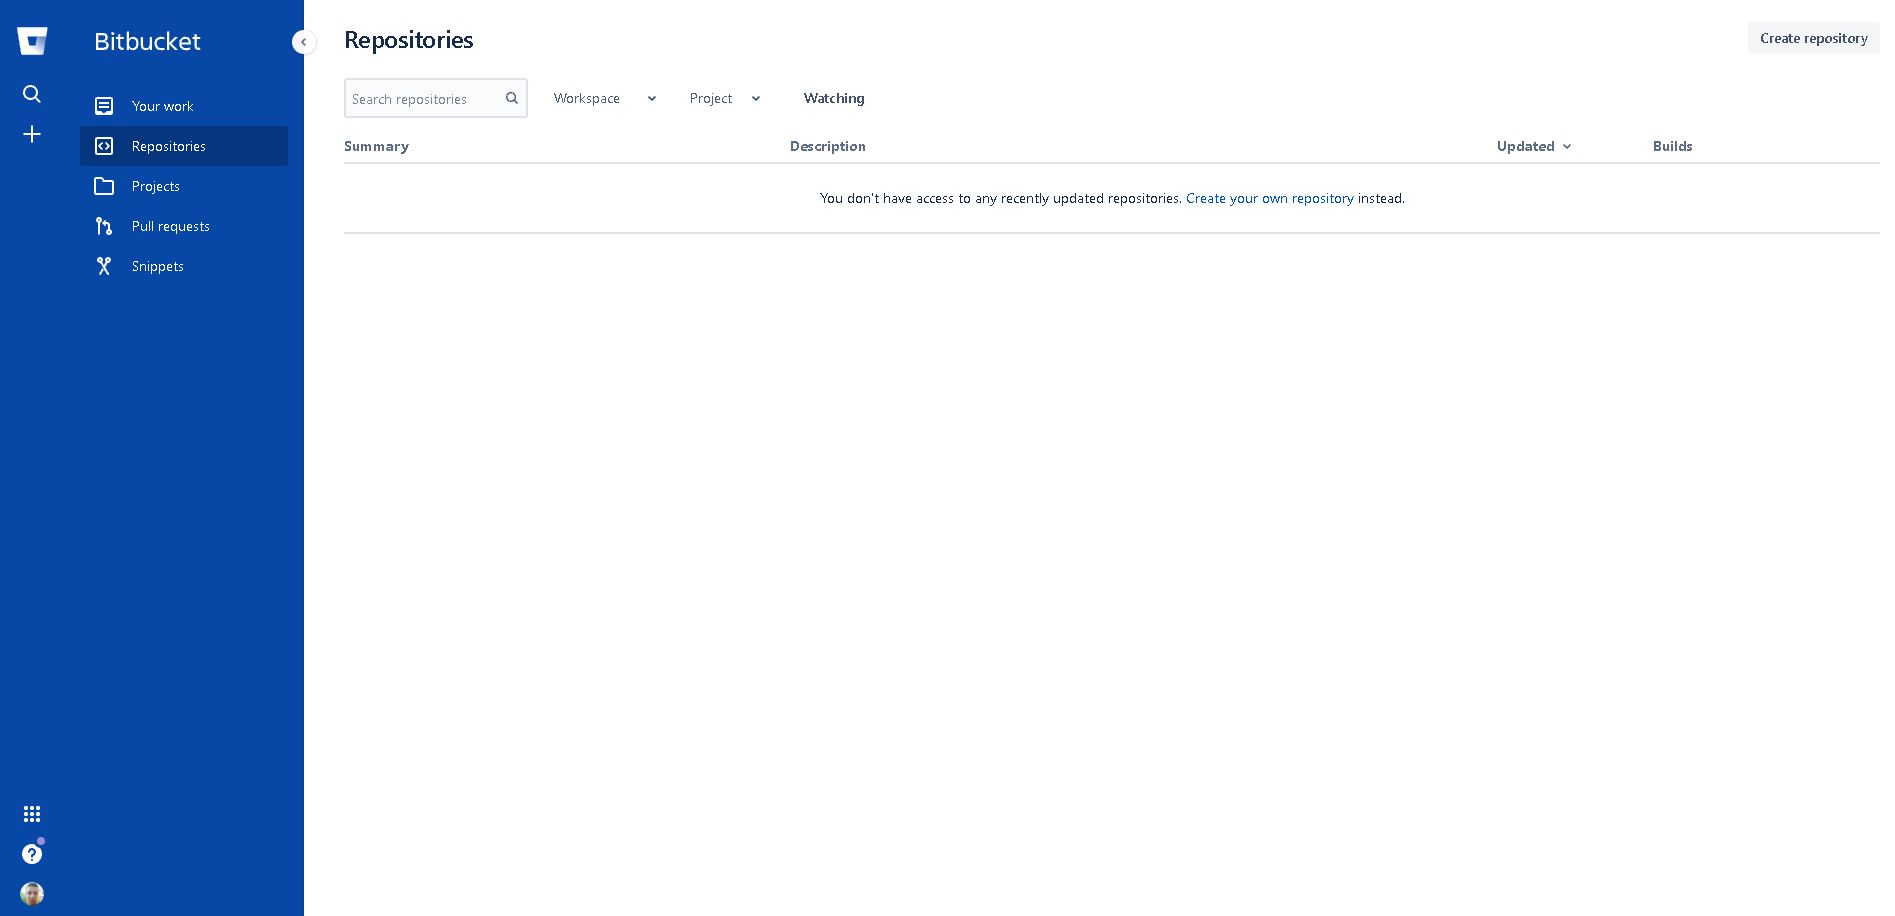 Bitbucket
Your work
Repositories
Projects
Pull requests
Snippets
Repositories
Create repository
Search repositories
Workspace
Project
Watching
Summary Description Updated Builds
You don't have access to any recently updated repositories. Create your own repository instead.